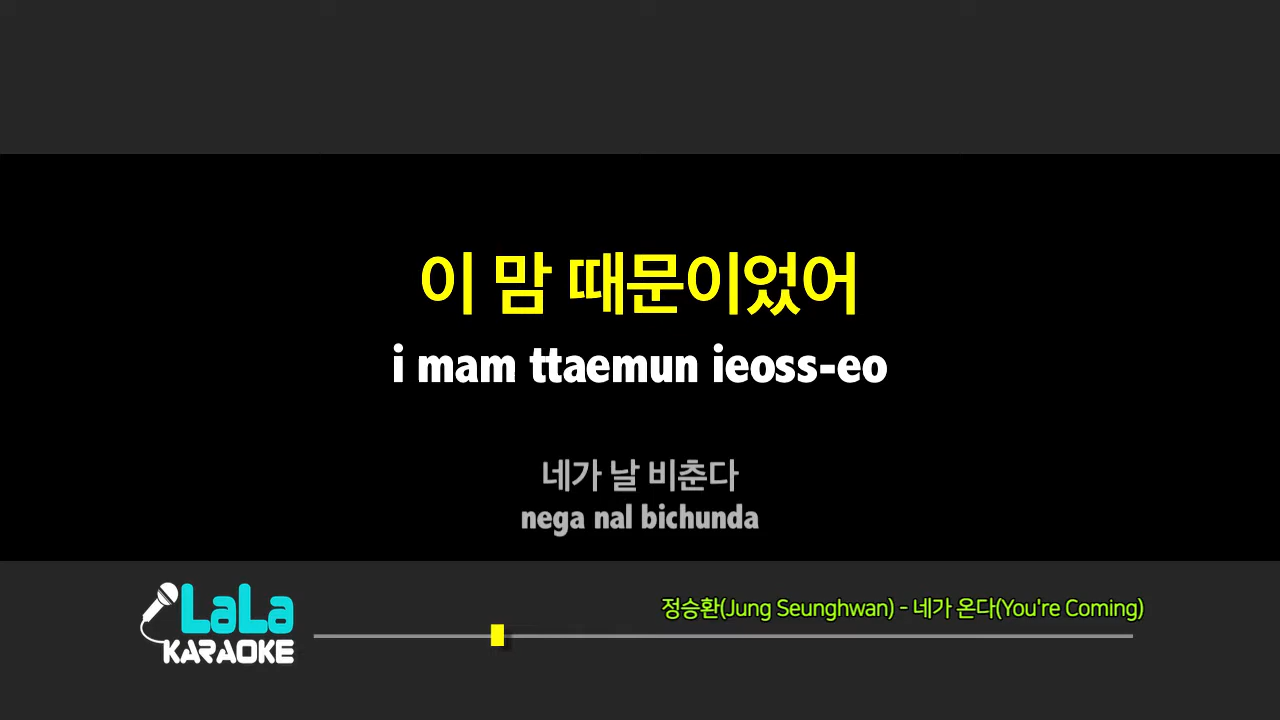 이 맘 때문이었어
i mam ttaemun ieoss-eo
네가 날 비춘다
nega nal bichunda
정승환(Jung Seunghwan) - 네가 온다(You're Coming)
LaLa
KARAOKE